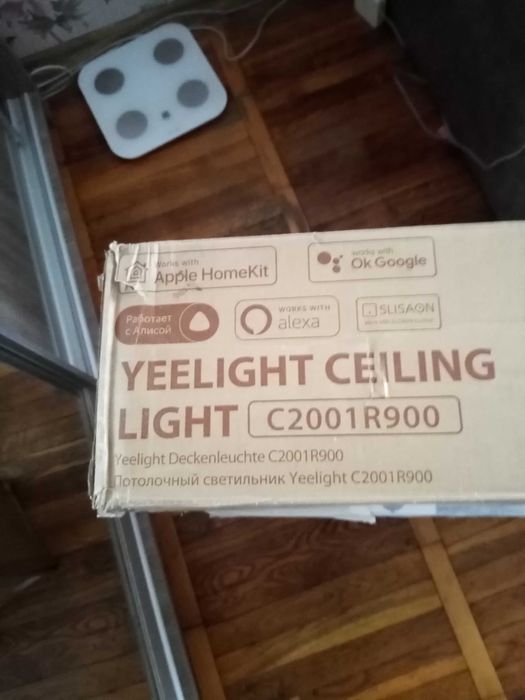 Works with
Apple HomeKit
works with
Ok Google
Работает
с Алисой
WORKS WITH
alexa
SLISAON
YEELIGHT CEILING
LIGHT C2001R900
Yeelight Deckenleuchte C2001R900
Потолочный светильник Yeelight C2001R900